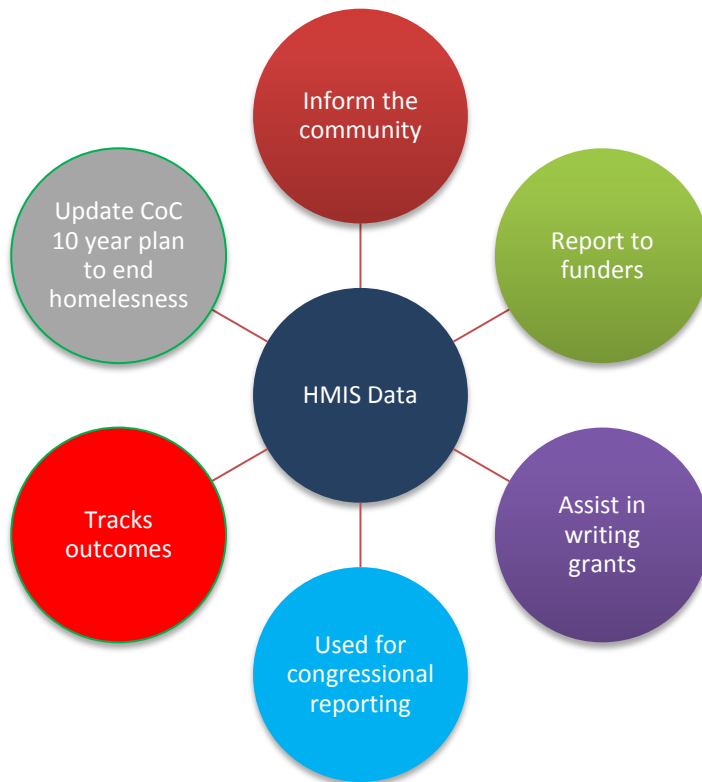 Inform the
community
Update CoC
10 year plan
to end
homelesness
Report to
funders
HMIS Data
Tracks
outcomes
Assist in
writing
grants
Used for
congressional
reporting